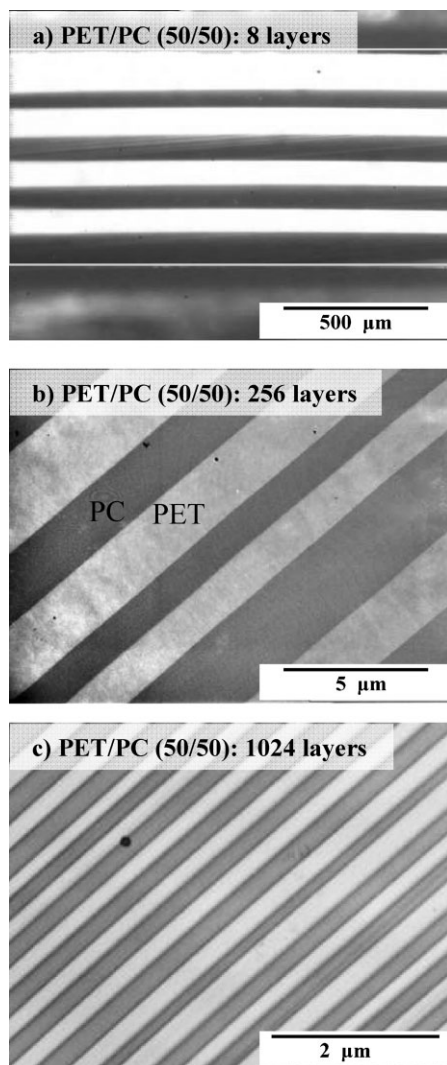 a) PET/PC (50/50): 8 layers
500 µm
b) PET/PC (50/50): 256 layers
PC PET
5 µm
c) PET/PC (50/50): 1024 layers
2 µm